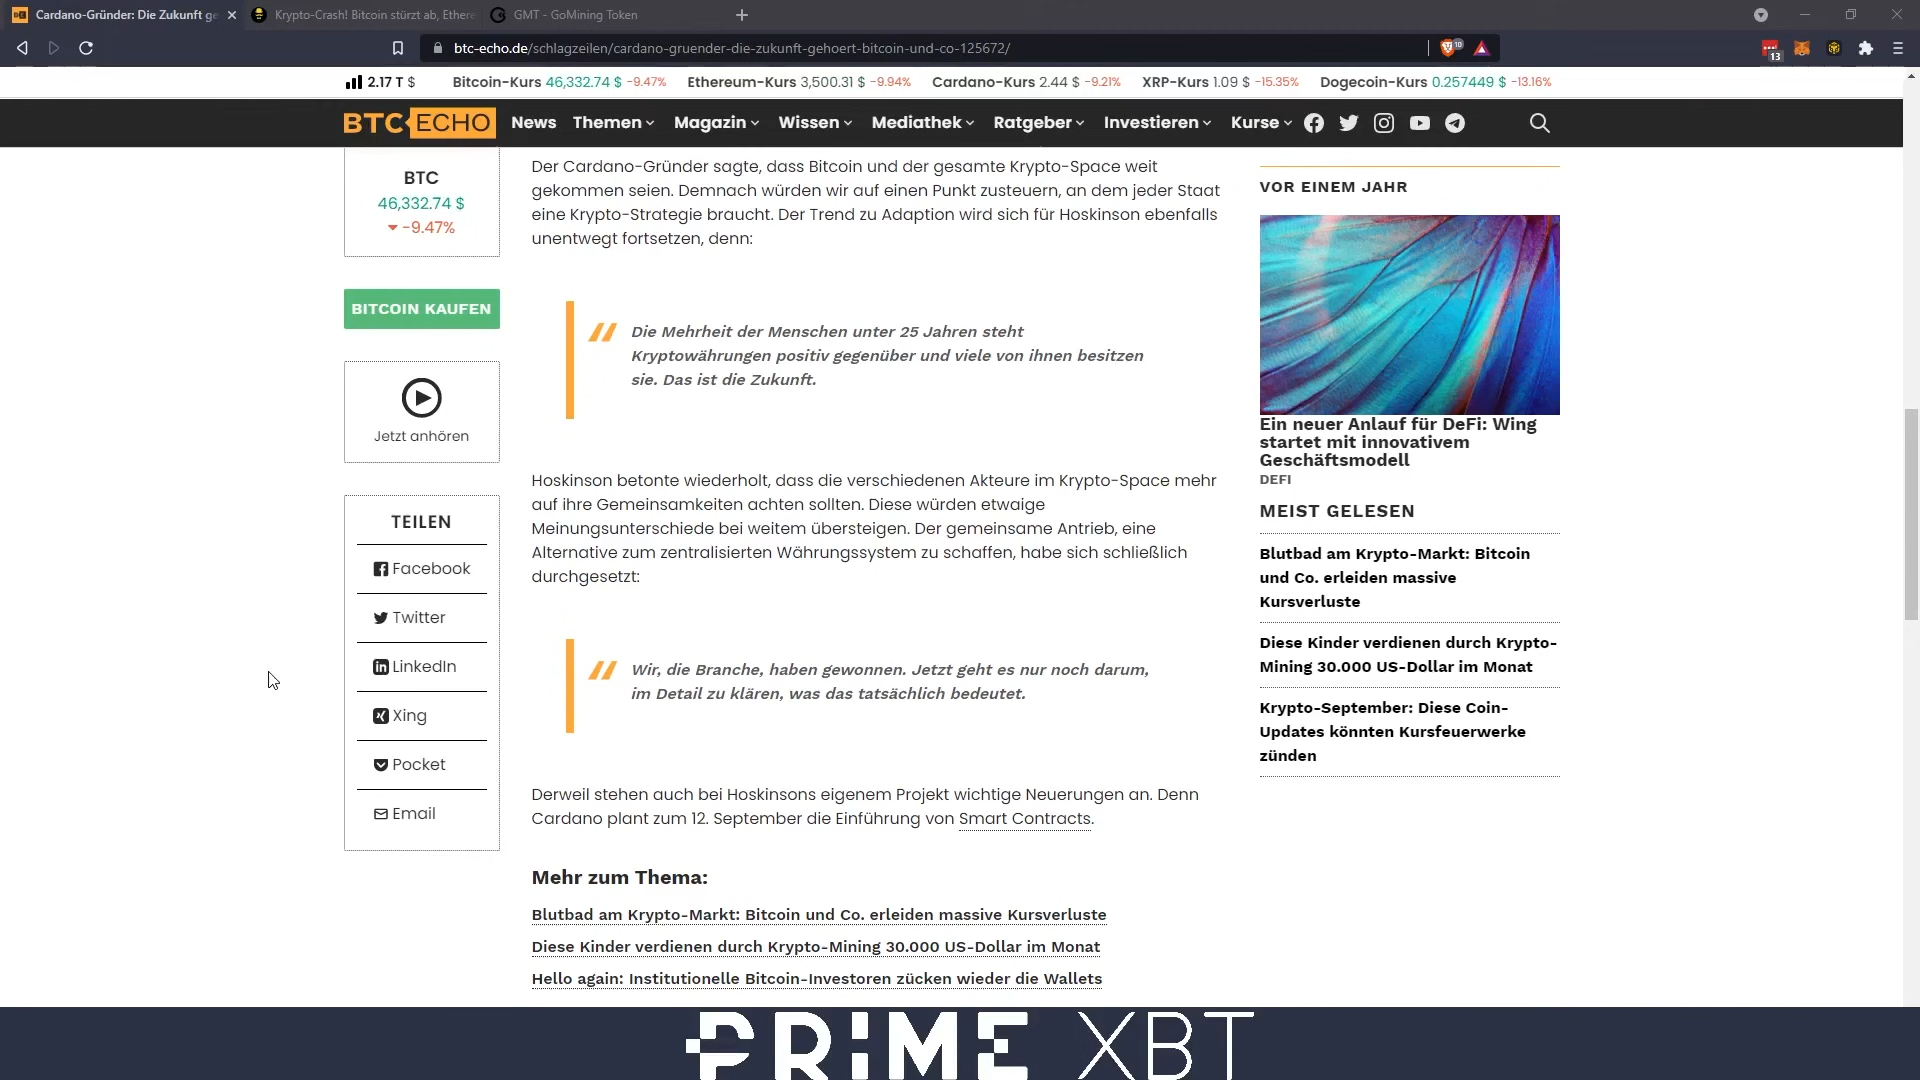 Cardano-Gründer: Die Zukunft ge
Krypto-Crash! Bitcoin stürzt ab, Ethere
GMT - GoMining Token
btc-echo.de/schlagzeilen/cardano-gruender-die-zukunft-gehoert-bitcoin-und-co-125672/
10
13
2.17 T $
Bitcoin-Kurs 46,332.74 $ -9.47%
Ethereum-Kurs 3,500.31 $ -9.94%
Cardano-Kurs 2.44 $ -9.21%
XRP-Kurs 1.09 $ -15.35%
Dogecoin-Kurs 0.257449 $ -13.16%
BTC ECHO
News
Themen
Magazin
Wissen
Mediathek
Ratgeber
Investieren
Kurse
BTC
46,332.74 $
-9.47%
BITCOIN KAUFEN
Jetzt anhören
TEILEN
Facebook
Twitter
LinkedIn
Xing
Pocket
Email
Der Cardano-Gründer sagte, dass Bitcoin und der gesamte Krypto-Space weit
gekommen seien. Demnach würden wir auf einen Punkt zusteuern, an dem jeder Staat
eine Krypto-Strategie braucht. Der Trend zu Adaption wird sich für Hoskinson ebenfalls
unentwegt fortsetzen, denn:
Die Mehrheit der Menschen unter 25 Jahren steht
Kryptowährungen positiv gegenüber und viele von ihnen besitzen
sie. Das ist die Zukunft.
Hoskinson betonte wiederholt, dass die verschiedenen Akteure im Krypto-Space mehr
auf ihre Gemeinsamkeiten achten sollten. Diese würden etwaige
Meinungsunterschiede bei weitem übersteigen. Der gemeinsame Antrieb, eine
Alternative zum zentralisierten Währungssystem zu schaffen, habe sich schließlich
durchgesetzt:
Wir, die Branche, haben gewonnen. Jetzt geht es nur noch darum,
im Detail zu klären, was das tatsächlich bedeutet.
Derweil stehen auch bei Hoskinsons eigenem Projekt wichtige Neuerungen an. Denn
Cardano plant zum 12. September die Einführung von Smart Contracts.
Mehr zum Thema:
Blutbad am Krypto-Markt: Bitcoin und Co. erleiden massive Kursverluste
Diese Kinder verdienen durch Krypto-Mining 30.000 US-Dollar im Monat
Hello again: Institutionelle Bitcoin-Investoren zücken wieder die Wallets
VOR EINEM JAHR
Ein neuer Anlauf für DeFi: Wing
startet mit innovativem
Geschäftsmodell
DEFI
MEIST GELESEN
Blutbad am Krypto-Markt: Bitcoin
und Co. erleiden massive
Kursverluste
Diese Kinder verdienen durch Krypto-
Mining 30.000 US-Dollar im Monat
Krypto-September: Diese Coin-
Updates könnten Kursfeuerwerke
zünden
PRIME XBT